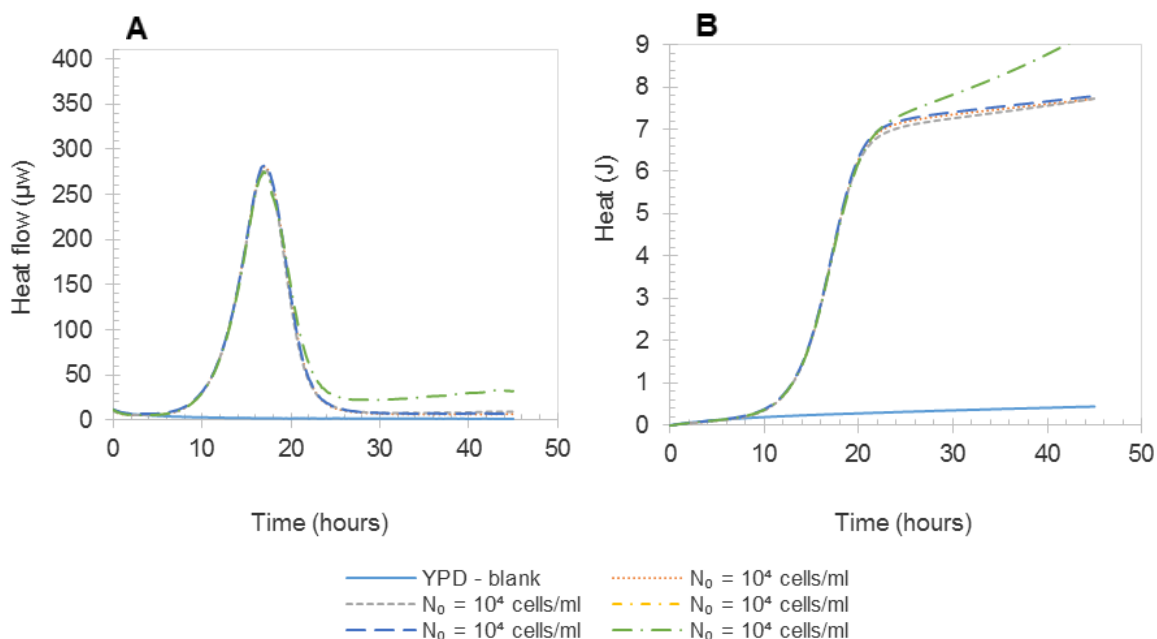 A
B
400
350
300
250
200
150
100
50
0
Heat flow (µw)
0 10 20 30 40 50
Time (hours)
9
8
7
6
5
4
3
2
1
0
Heat (J)
0 10 20 30 40 50
Time (hours)
YPD - blank
N₀ = 10⁴ cells/ml
N₀ = 10⁴ cells/ml
N₀ = 10⁴ cells/ml
N₀ = 10⁴ cells/ml
N₀ = 10⁴ cells/ml